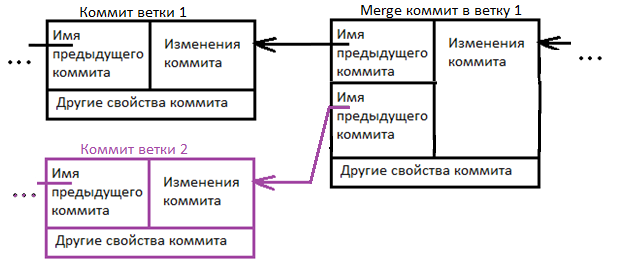 Коммит ветки 1
Имя
предыдущего
коммита
Изменения
коммита
Другие свойства коммита
Merge коммит в ветку 1
Имя
предыдущего
коммита
Изменения
коммита
Имя
предыдущего
коммита
Другие свойства коммита
Коммит ветки 2
Имя
предыдущего
коммита
Изменения
коммита
Другие свойства коммита